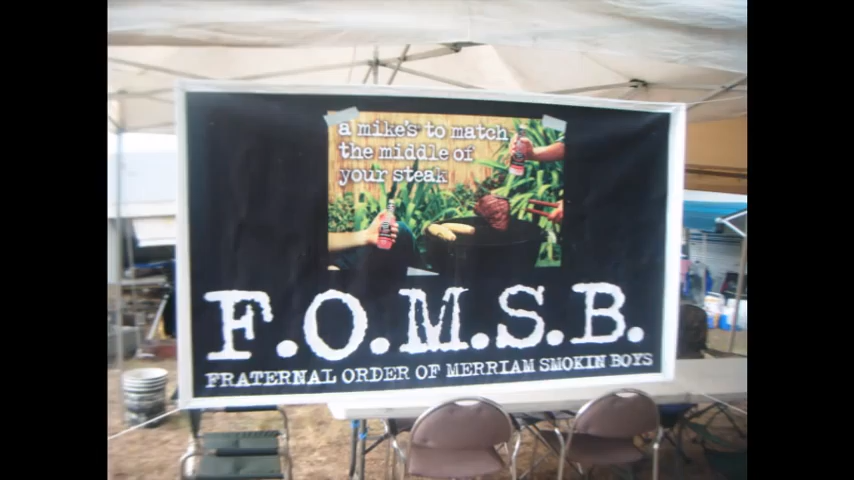 a mike's to match
the middle of
your steak
F.O.M.S.B.
FRATERNAL ORDER OF MERRIAM SMOKIN BOYS